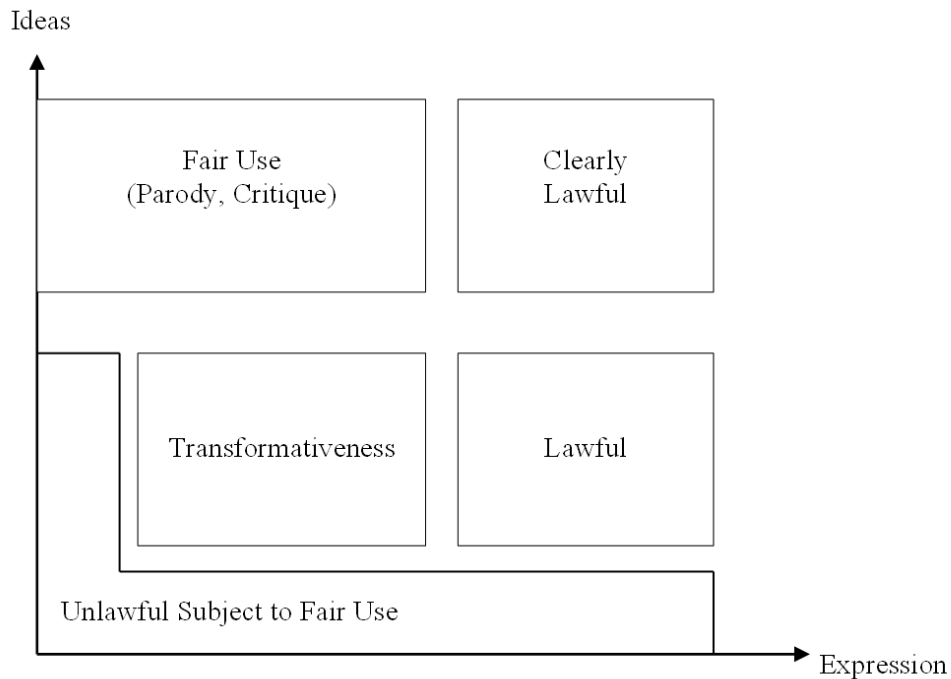 Ideas
Fair Use
(Parody, Critique)
Clearly
Lawful
Transformativeness
Lawful
Unlawful Subject to Fair Use
Expression